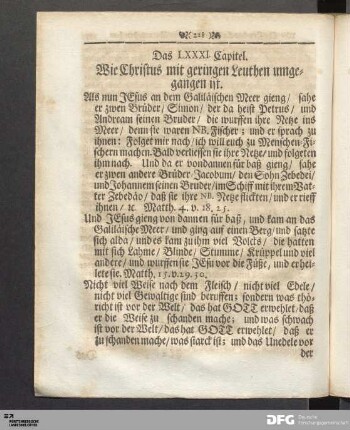 211
Das LXXXI. Capitel.
Wie Christus mit geringen Leuthen umge-
gangen ist.
Als nun JEsus an dem Galiläischen Meer gieng / sahe
er zwen Brüder / Simon / der da heist Petrus / und
Andream seinen Bruder / die wurffen ihre Netze ins
Meer / denn sie waren NB. Fischer; und er sprach zu
ihnen: Folget mir nach / ich will euch zu Menschen-Fi-
schern machen. Bald verliessen sie ihre Netze / und folgeten
ihm nach. Und da er von dannen für baß gieng / sahe
er zwen andere Brüder: Jacobum / den Sohn Zebedei /
und Johannem seinen Bruder / im Schiff mit ihrem Vat-
ter Zebedäo / daß sie ihre NB. Netze flickten / und er rieff
ihnen / ꝛc. Matth. 4. v. 18. 25.
Und JEsus gieng von dannen für baß / und kam an das
Galiläische Meer / und gieng auf einen Berg / und satzte
sich alda / und es kam zu ihm viel Volcks / die hatten
mit sich Lahme / Blinde / Stumme / Krüppel und viel
andere / und wurffen sie JEsu vor die Füsse, und er hei-
lete sie. Matth. 15. v. 29. 30.
Nicht viel Weise nach dem Fleisch / nicht viel Edele /
nicht viel Gewaltige sind beruffen: sondern was thö-
richt ist vor der Welt / das hat GOTT erwehlet / daß
er die Weise zu schanden mache; und was schwach
ist vor der Welt / das hat GOTT erwehlet / daß er
zu schanden mache / was starck ist; und das Unedele vor
der
DFG Deutsche
Forschungsgemeinschaft